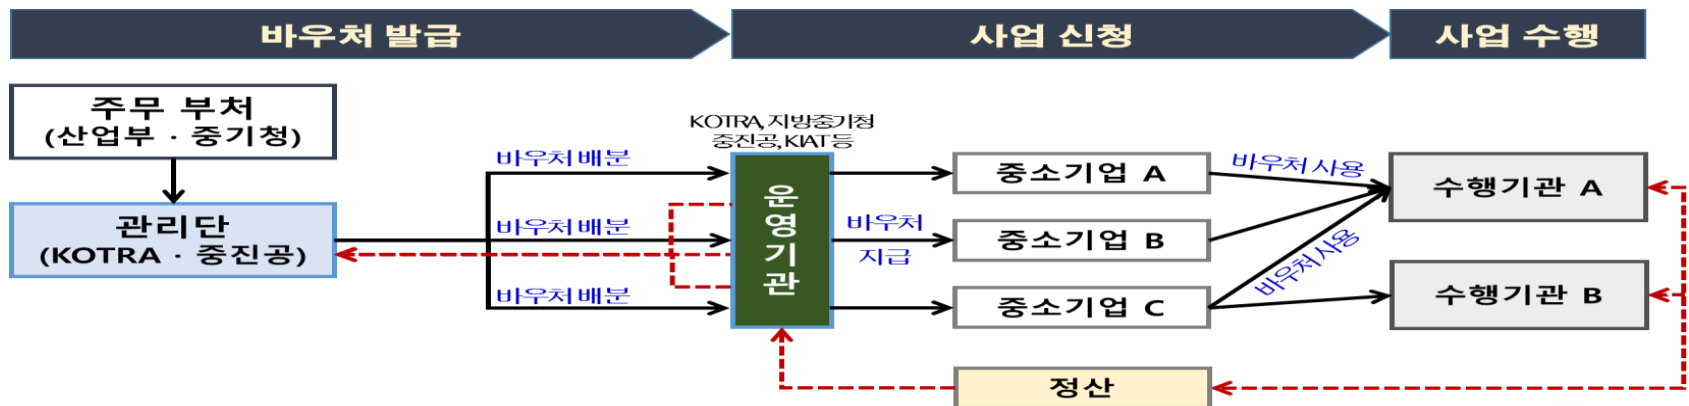 바우처 발급
사업 신청
사업 수행
주무 부처
(산업부 · 중기청)
관리단
(KOTRA · 중진공)
바우처 배분
바우처 배분
바우처 배분
KOTRA, 지방중기청
중진공, KIAT 등
운
영
기
관
바우처
지급
중소기업 A
중소기업 B
중소기업 C
바우처 사용
바우처 사용
수행기관 A
수행기관 B
정산